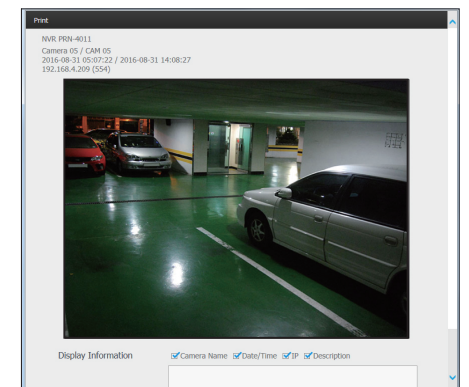 Print
NVR PRN-4011
Camera 05 / CAM 05
2016-08-31 05:07:22 / 2016-08-31 14:08:27
192.168.4.209 (554)
Display Information
Camera Name Date/Time IP Description